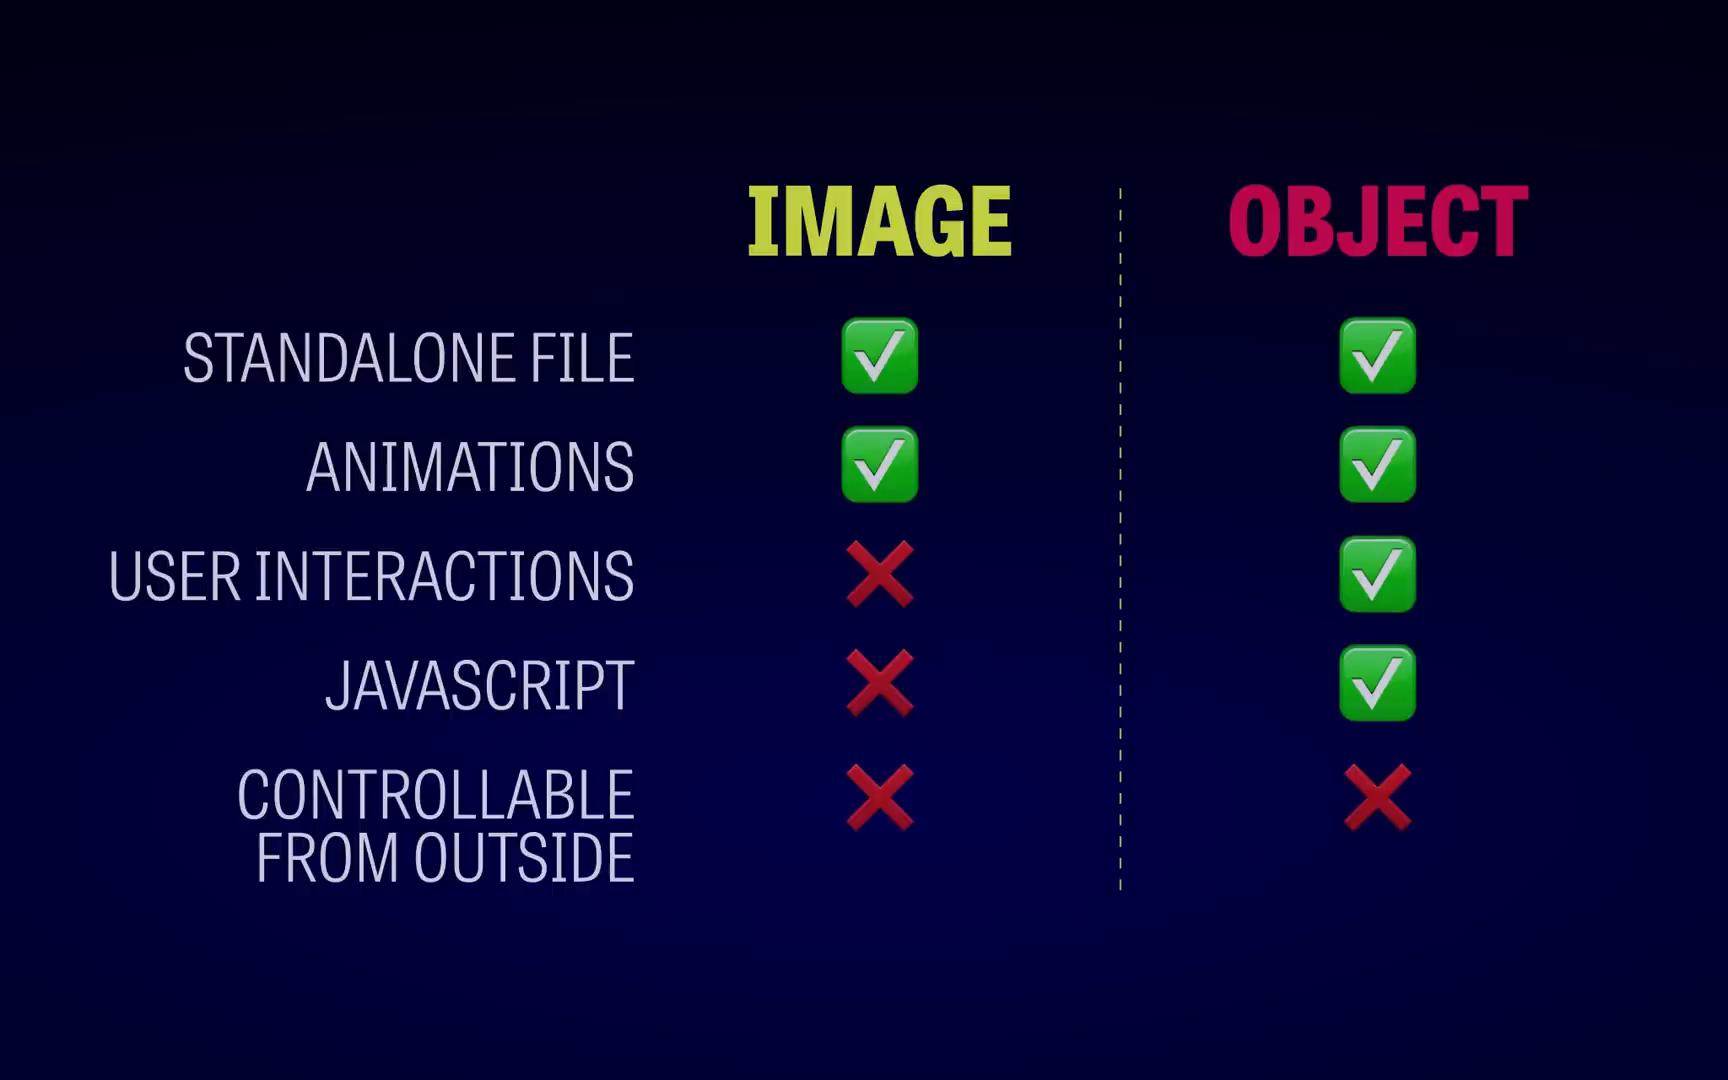 IMAGE OBJECT
STANDALONE FILE ✅ ✅
ANIMATIONS ✅ ✅
USER INTERACTIONS ❌ ✅
JAVASCRIPT ❌ ✅
CONTROLLABLE ❌ ❌
FROM OUTSIDE